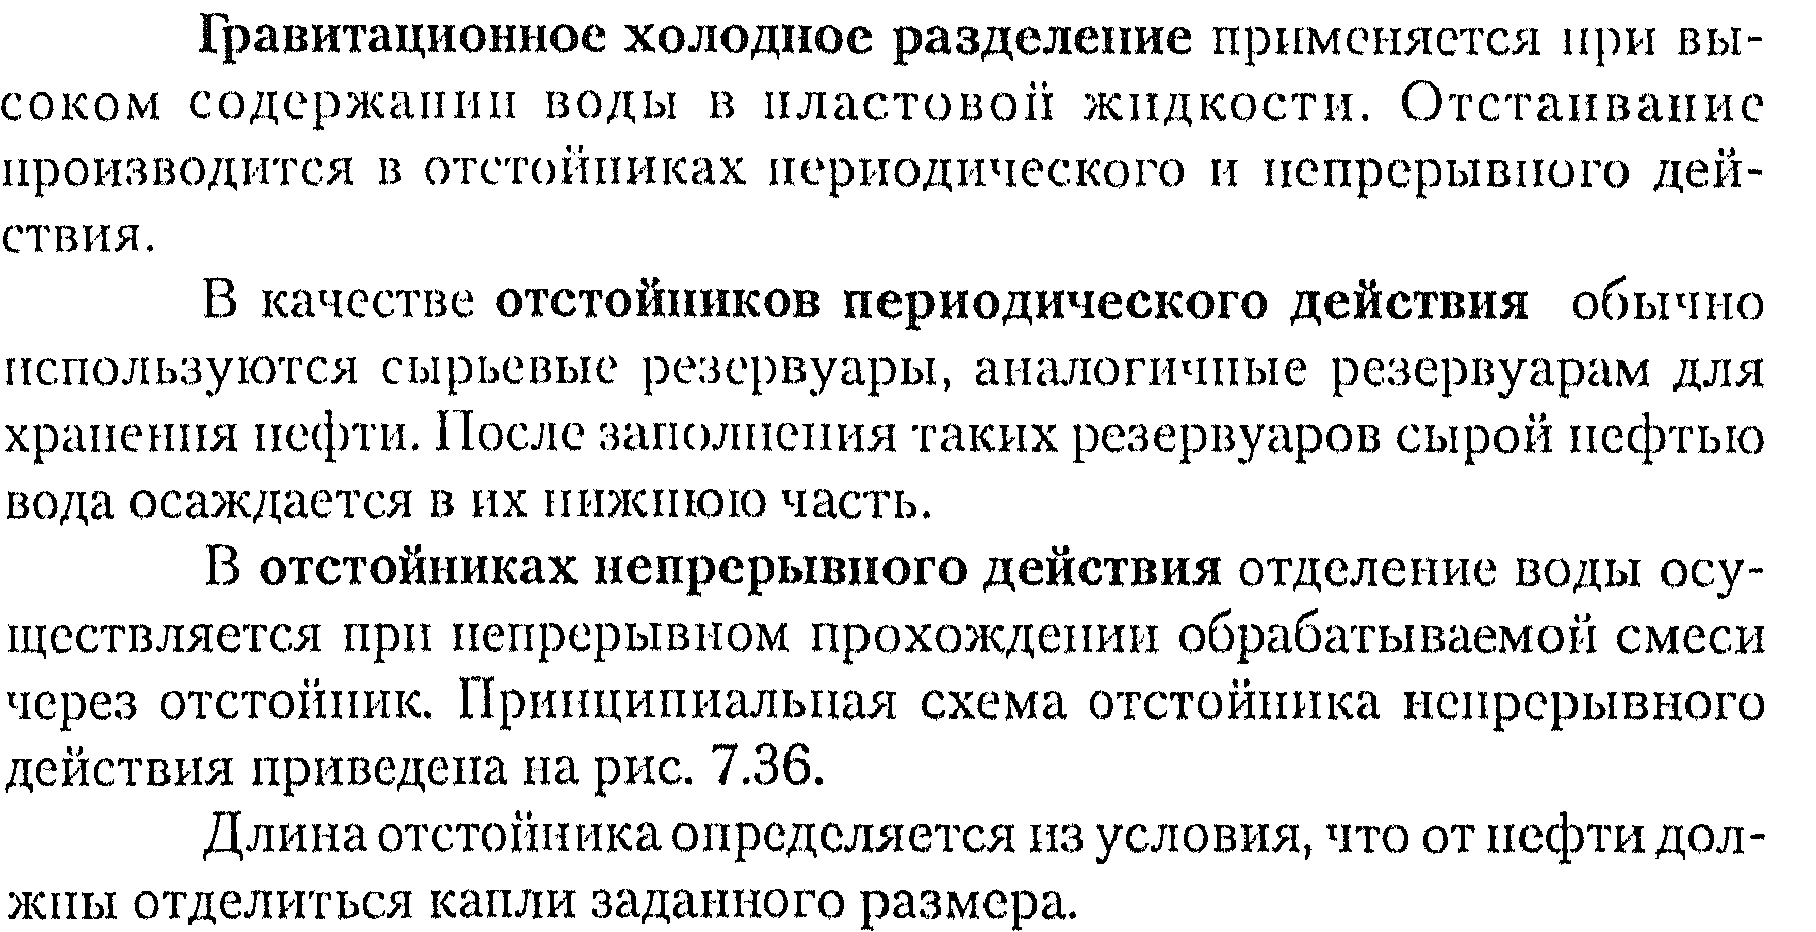 Гравитационное холодное разделение применяется при вы-
соком содержании воды в пластовой жидкости. Отстаивание
производится в отстойниках периодического и непрерывного дей-
ствия.
В качестве отстойников периодического действия обычно
используются сырьевые резервуары, аналогичные резервуарам для
хранения нефти. После заполнения таких резервуаров сырой нефтью
вода осаждается в их нижнюю часть.
В отстойниках непрерывного действия отделение воды осу-
ществляется при непрерывном прохождении обрабатываемой смеси
через отстойник. Принципиальная схема отстойника непрерывного
действия приведена на рис. 7.36.
Длина отстойника определяется из условия, что от нефти дол-
жны отделиться капли заданного размера.